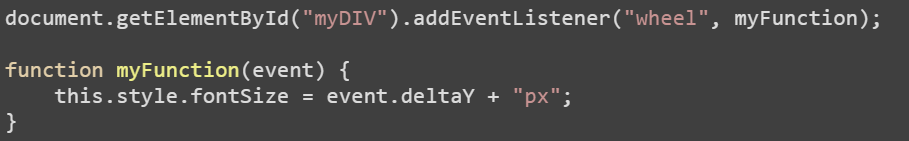 document.getElementById("myDIV").addEventListener("wheel", myFunction);
function myFunction(event) {
    this.style.fontSize = event.deltaY + "px";
}